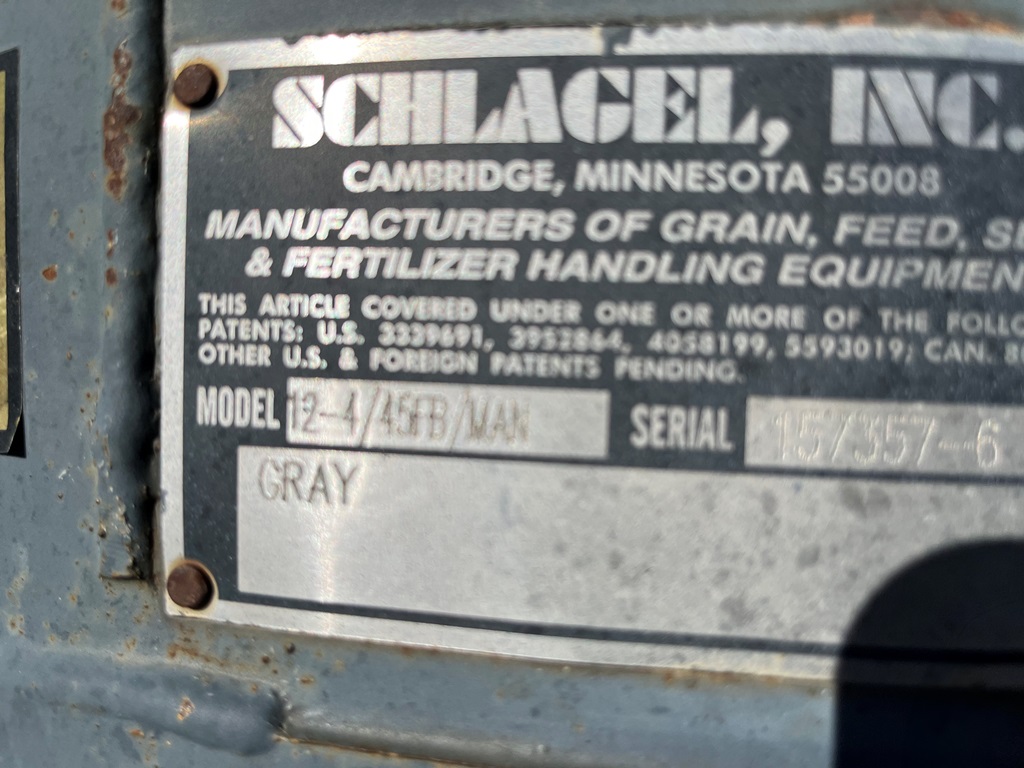 SCHLAGEL, INC.
CAMBRIDGE, MINNESOTA 55008
MANUFACTURERS OF GRAIN, FEED,
& FERTILIZER HANDLING EQUIPMEN
THIS ARTICLE COVERED UNDER ONE OR MORE OF THE FOLLO
PATENTS: U.S. 3339691, 3952864, 4058199, 5593019; CAN.
OTHER U.S. & FOREIGN PATENTS PENDING.
MODEL 12-4/45FB/MAN SERIAL 157357-6
GRAY